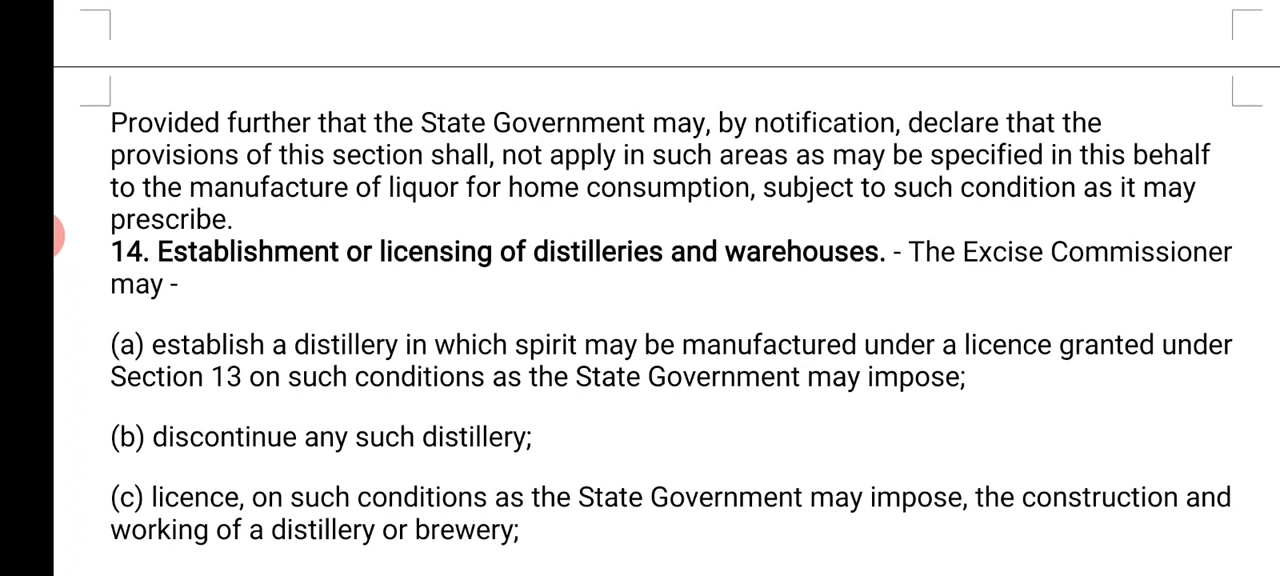 Provided further that the State Government may, by notification, declare that the
provisions of this section shall, not apply in such areas as may be specified in this behalf
to the manufacture of liquor for home consumption, subject to such condition as it may
prescribe.
14. Establishment or licensing of distilleries and warehouses. - The Excise Commissioner
may -
(a) establish a distillery in which spirit may be manufactured under a licence granted under
Section 13 on such conditions as the State Government may impose;
(b) discontinue any such distillery;
(c) licence, on such conditions as the State Government may impose, the construction and
working of a distillery or brewery;